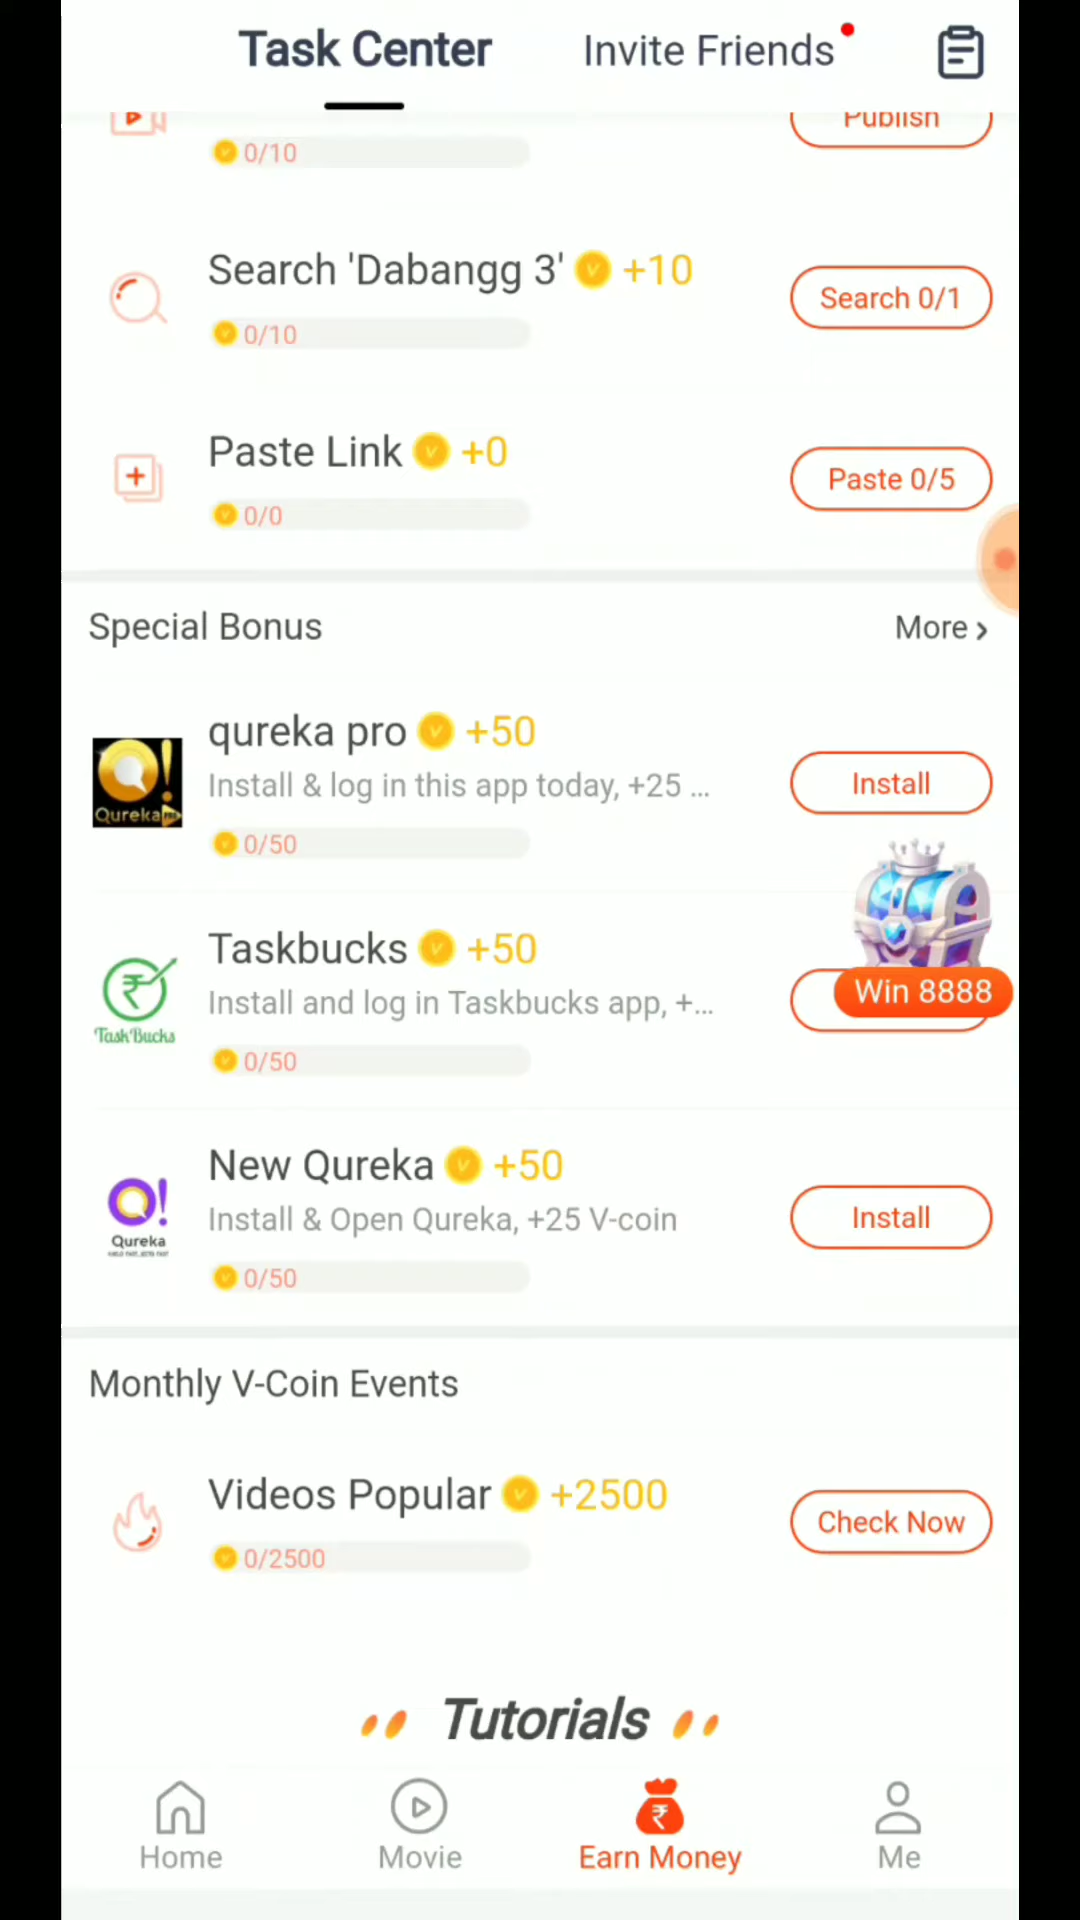 Task Center
Invite Friends
Publish
0/10
Search 'Dabangg 3' +10
Search 0/1
0/10
Paste Link +0
Paste 0/5
0/0
Special Bonus
More
qureka pro +50
Install & log in this app today, +25 ...
Install
Qureka
0/50
Taskbucks +50
Install and log in Taskbucks app, +...
Win 8888
TaskBucks
0/50
New Qureka +50
Install & Open Qureka, +25 V-coin
Install
Qureka
0/50
Monthly V-Coin Events
Videos Popular +2500
Check Now
0/2500
Tutorials
Home
Movie
Earn Money
Me